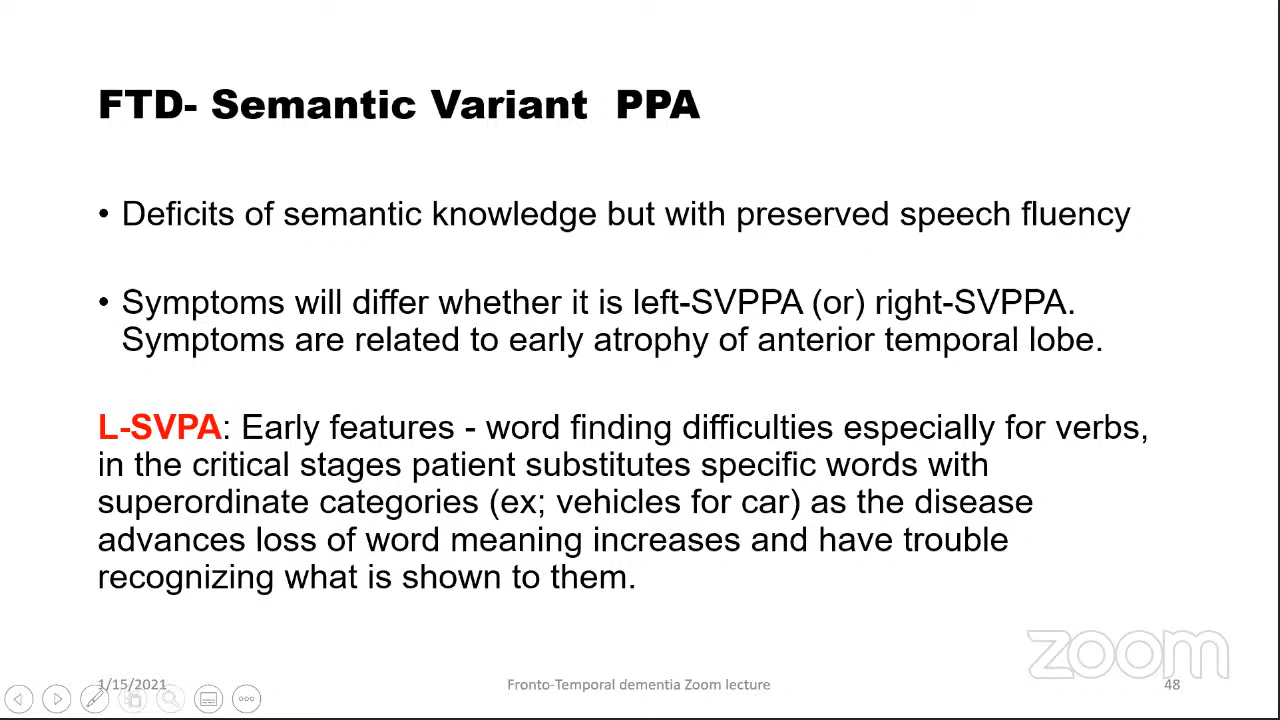 FTD- Semantic Variant PPA
• Deficits of semantic knowledge but with preserved speech fluency
• Symptoms will differ whether it is left-SVPPA (or) right-SVPPA.
Symptoms are related to early atrophy of anterior temporal lobe.
L-SVPA: Early features - word finding difficulties especially for verbs,
in the critical stages patient substitutes specific words with
superordinate categories (ex; vehicles for car) as the disease
advances loss of word meaning increases and have trouble
recognizing what is shown to them.
zoom
1/15/2021
Fronto-Temporal dementia Zoom lecture
48